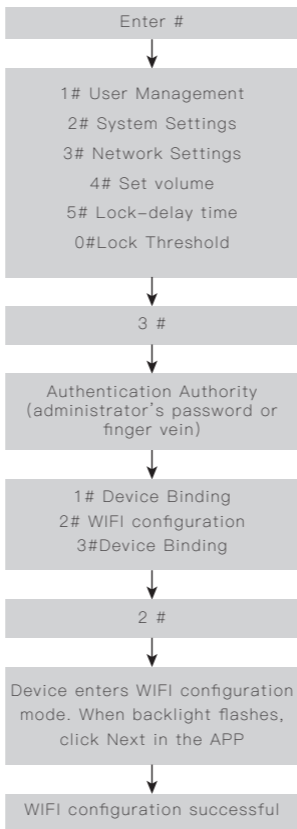 Enter #
1# User Management
2# System Settings
3# Network Settings
4# Set volume
5# Lock-delay time
0#Lock Threshold
3 #
Authentication Authority
(administrator's password or
finger vein)
1# Device Binding
2# WIFI configuration
3#Device Binding
2 #
Device enters WIFI configuration
mode. When backlight flashes,
click Next in the APP
WIFI configuration successful